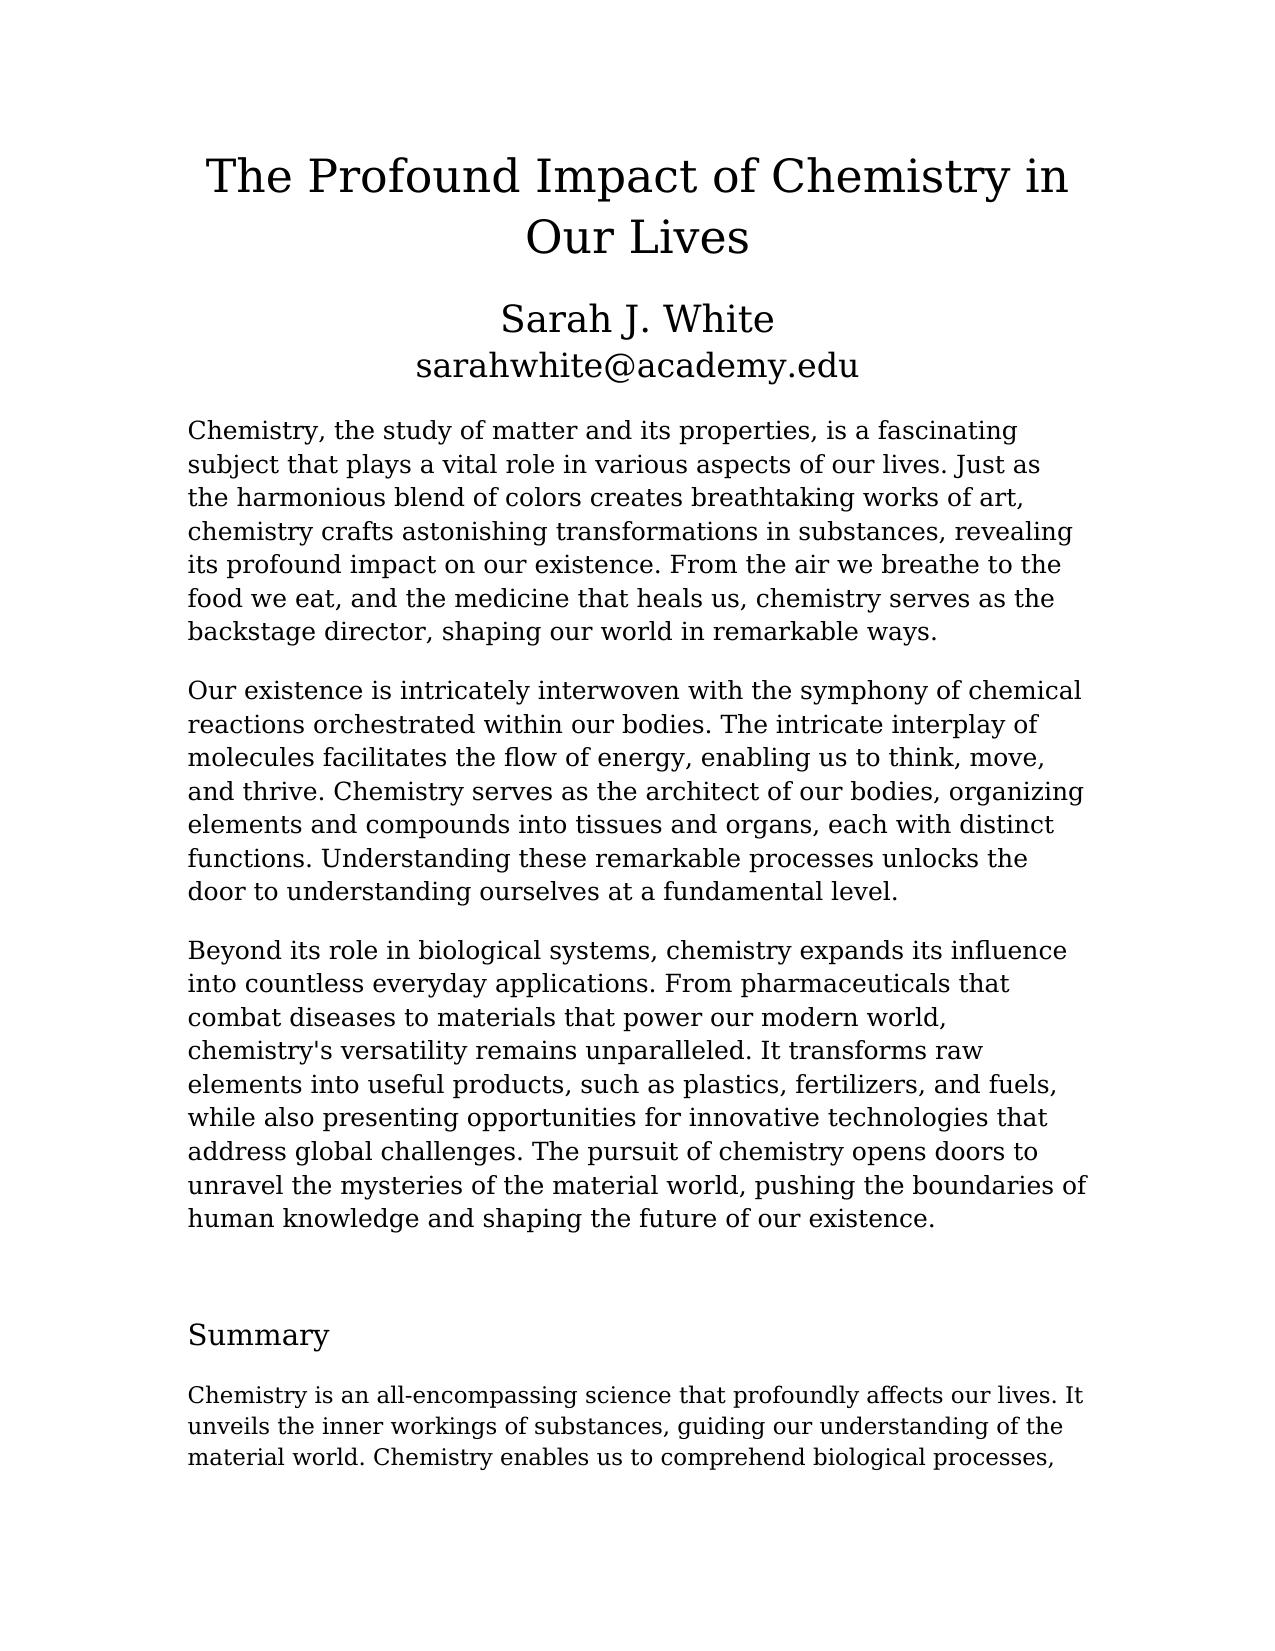 The Profound Impact of Chemistry in
Our Lives
Sarah J. White
sarahwhite@academy.edu
Chemistry, the study of matter and its properties, is a fascinating
subject that plays a vital role in various aspects of our lives. Just as
the harmonious blend of colors creates breathtaking works of art,
chemistry crafts astonishing transformations in substances, revealing
its profound impact on our existence. From the air we breathe to the
food we eat, and the medicine that heals us, chemistry serves as the
backstage director, shaping our world in remarkable ways.
Our existence is intricately interwoven with the symphony of chemical
reactions orchestrated within our bodies. The intricate interplay of
molecules facilitates the flow of energy, enabling us to think, move,
and thrive. Chemistry serves as the architect of our bodies, organizing
elements and compounds into tissues and organs, each with distinct
functions. Understanding these remarkable processes unlocks the
door to understanding ourselves at a fundamental level.
Beyond its role in biological systems, chemistry expands its influence
into countless everyday applications. From pharmaceuticals that
combat diseases to materials that power our modern world,
chemistry's versatility remains unparalleled. It transforms raw
elements into useful products, such as plastics, fertilizers, and fuels,
while also presenting opportunities for innovative technologies that
address global challenges. The pursuit of chemistry opens doors to
unravel the mysteries of the material world, pushing the boundaries of
human knowledge and shaping the future of our existence.
Summary
Chemistry is an all-encompassing science that profoundly affects our lives. It
unveils the inner workings of substances, guiding our understanding of the
material world. Chemistry enables us to comprehend biological processes,